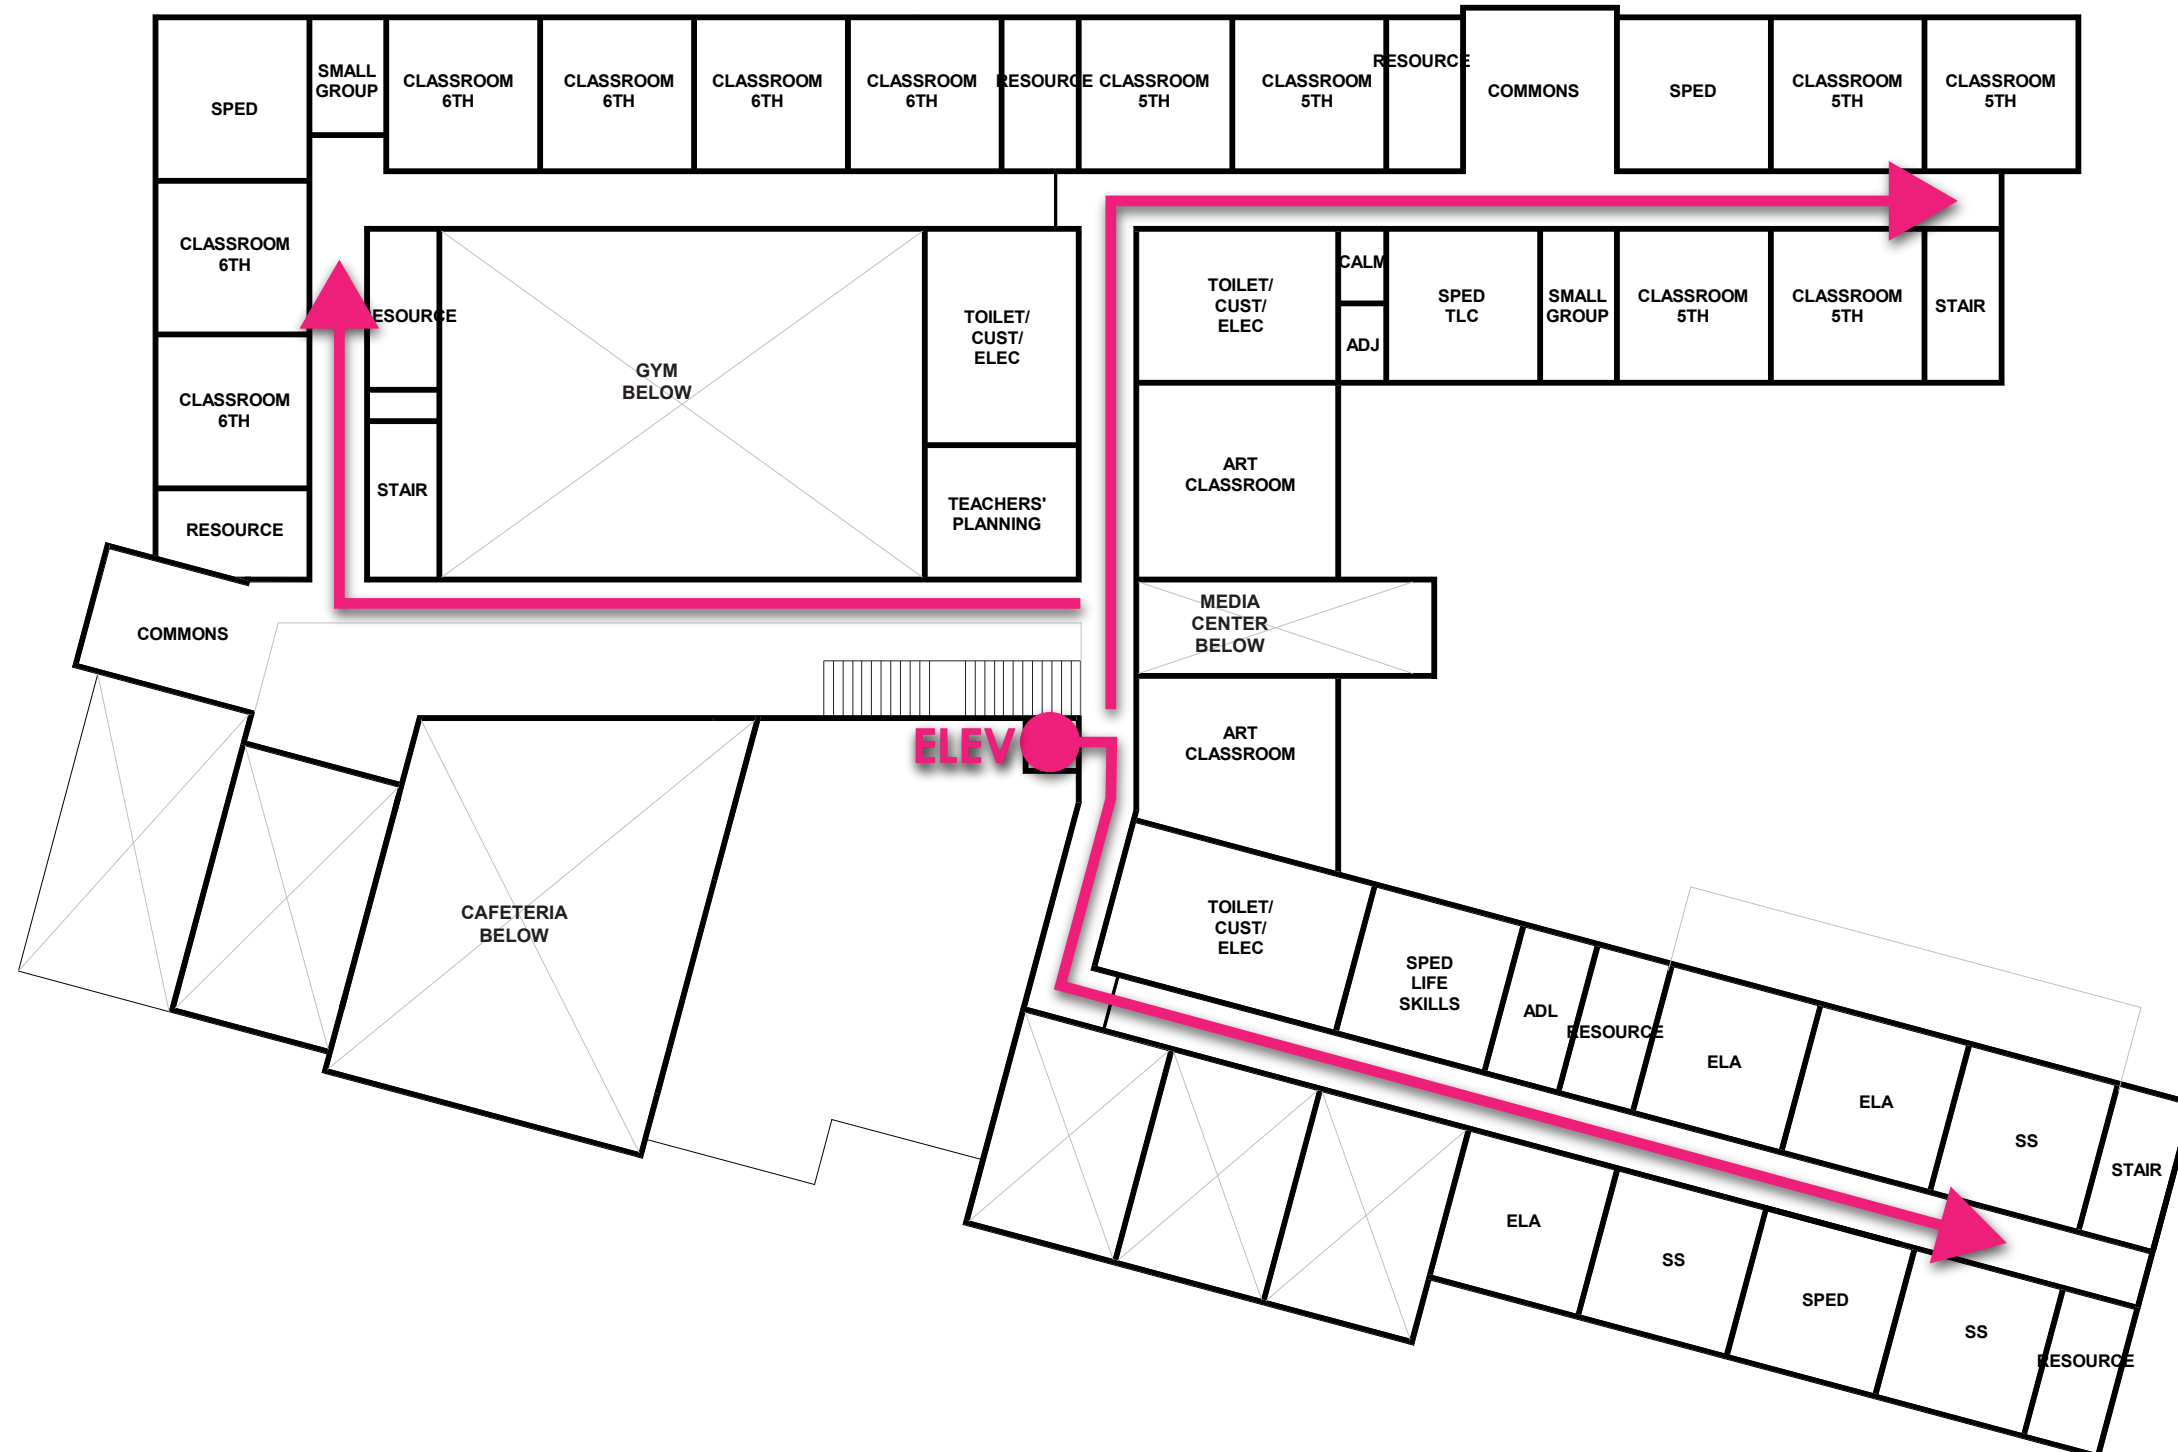 SPED
SMALL
GROUP
CLASSROOM
6TH
CLASSROOM
6TH
CLASSROOM
6TH
CLASSROOM
6TH
RESOURCE
CLASSROOM
5TH
CLASSROOM
5TH
RESOURCE
COMMONS
SPED
CLASSROOM
5TH
CLASSROOM
5TH
CLASSROOM
6TH
CLASSROOM
6TH
RESOURCE
COMMONS
ESOURCE
STAIR
GYM
BELOW
TOILET/
CUST/
ELEC
TEACHERS'
PLANNING
TOILET/
CUST/
ELEC
CALM
ADJ
SPED
TLC
SMALL
GROUP
CLASSROOM
5TH
CLASSROOM
5TH
STAIR
ART
CLASSROOM
MEDIA
CENTER
BELOW
ART
CLASSROOM
ELEV
CAFETERIA
BELOW
TOILET/
CUST/
ELEC
SPED
LIFE
SKILLS
ADL
RESOURCE
ELA
ELA
SS
STAIR
ELA
SS
SPED
SS
RESOURCE